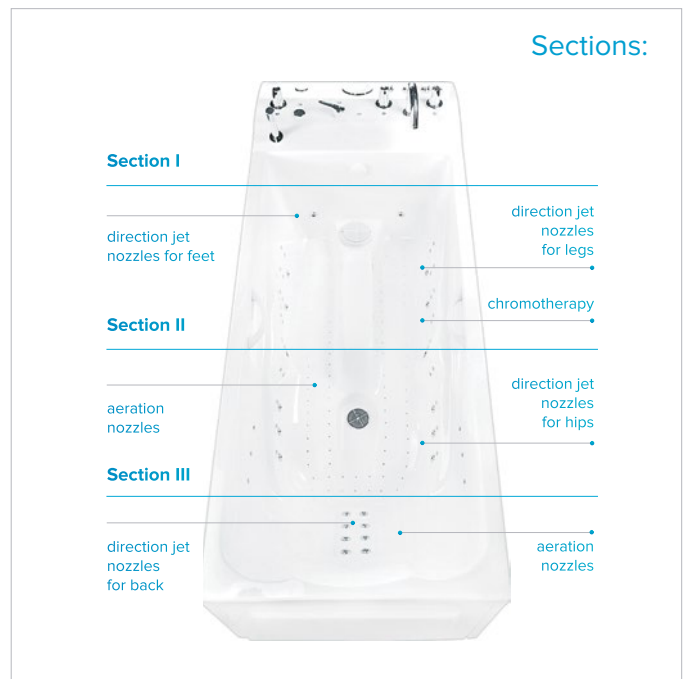 Sections:
Section I
direction jet
nozzles for feet
direction jet
nozzles
for legs
chromotherapy
Section II
aeration
nozzles
direction jet
nozzles
for hips
Section III
direction jet
nozzles
for back
aeration
nozzles